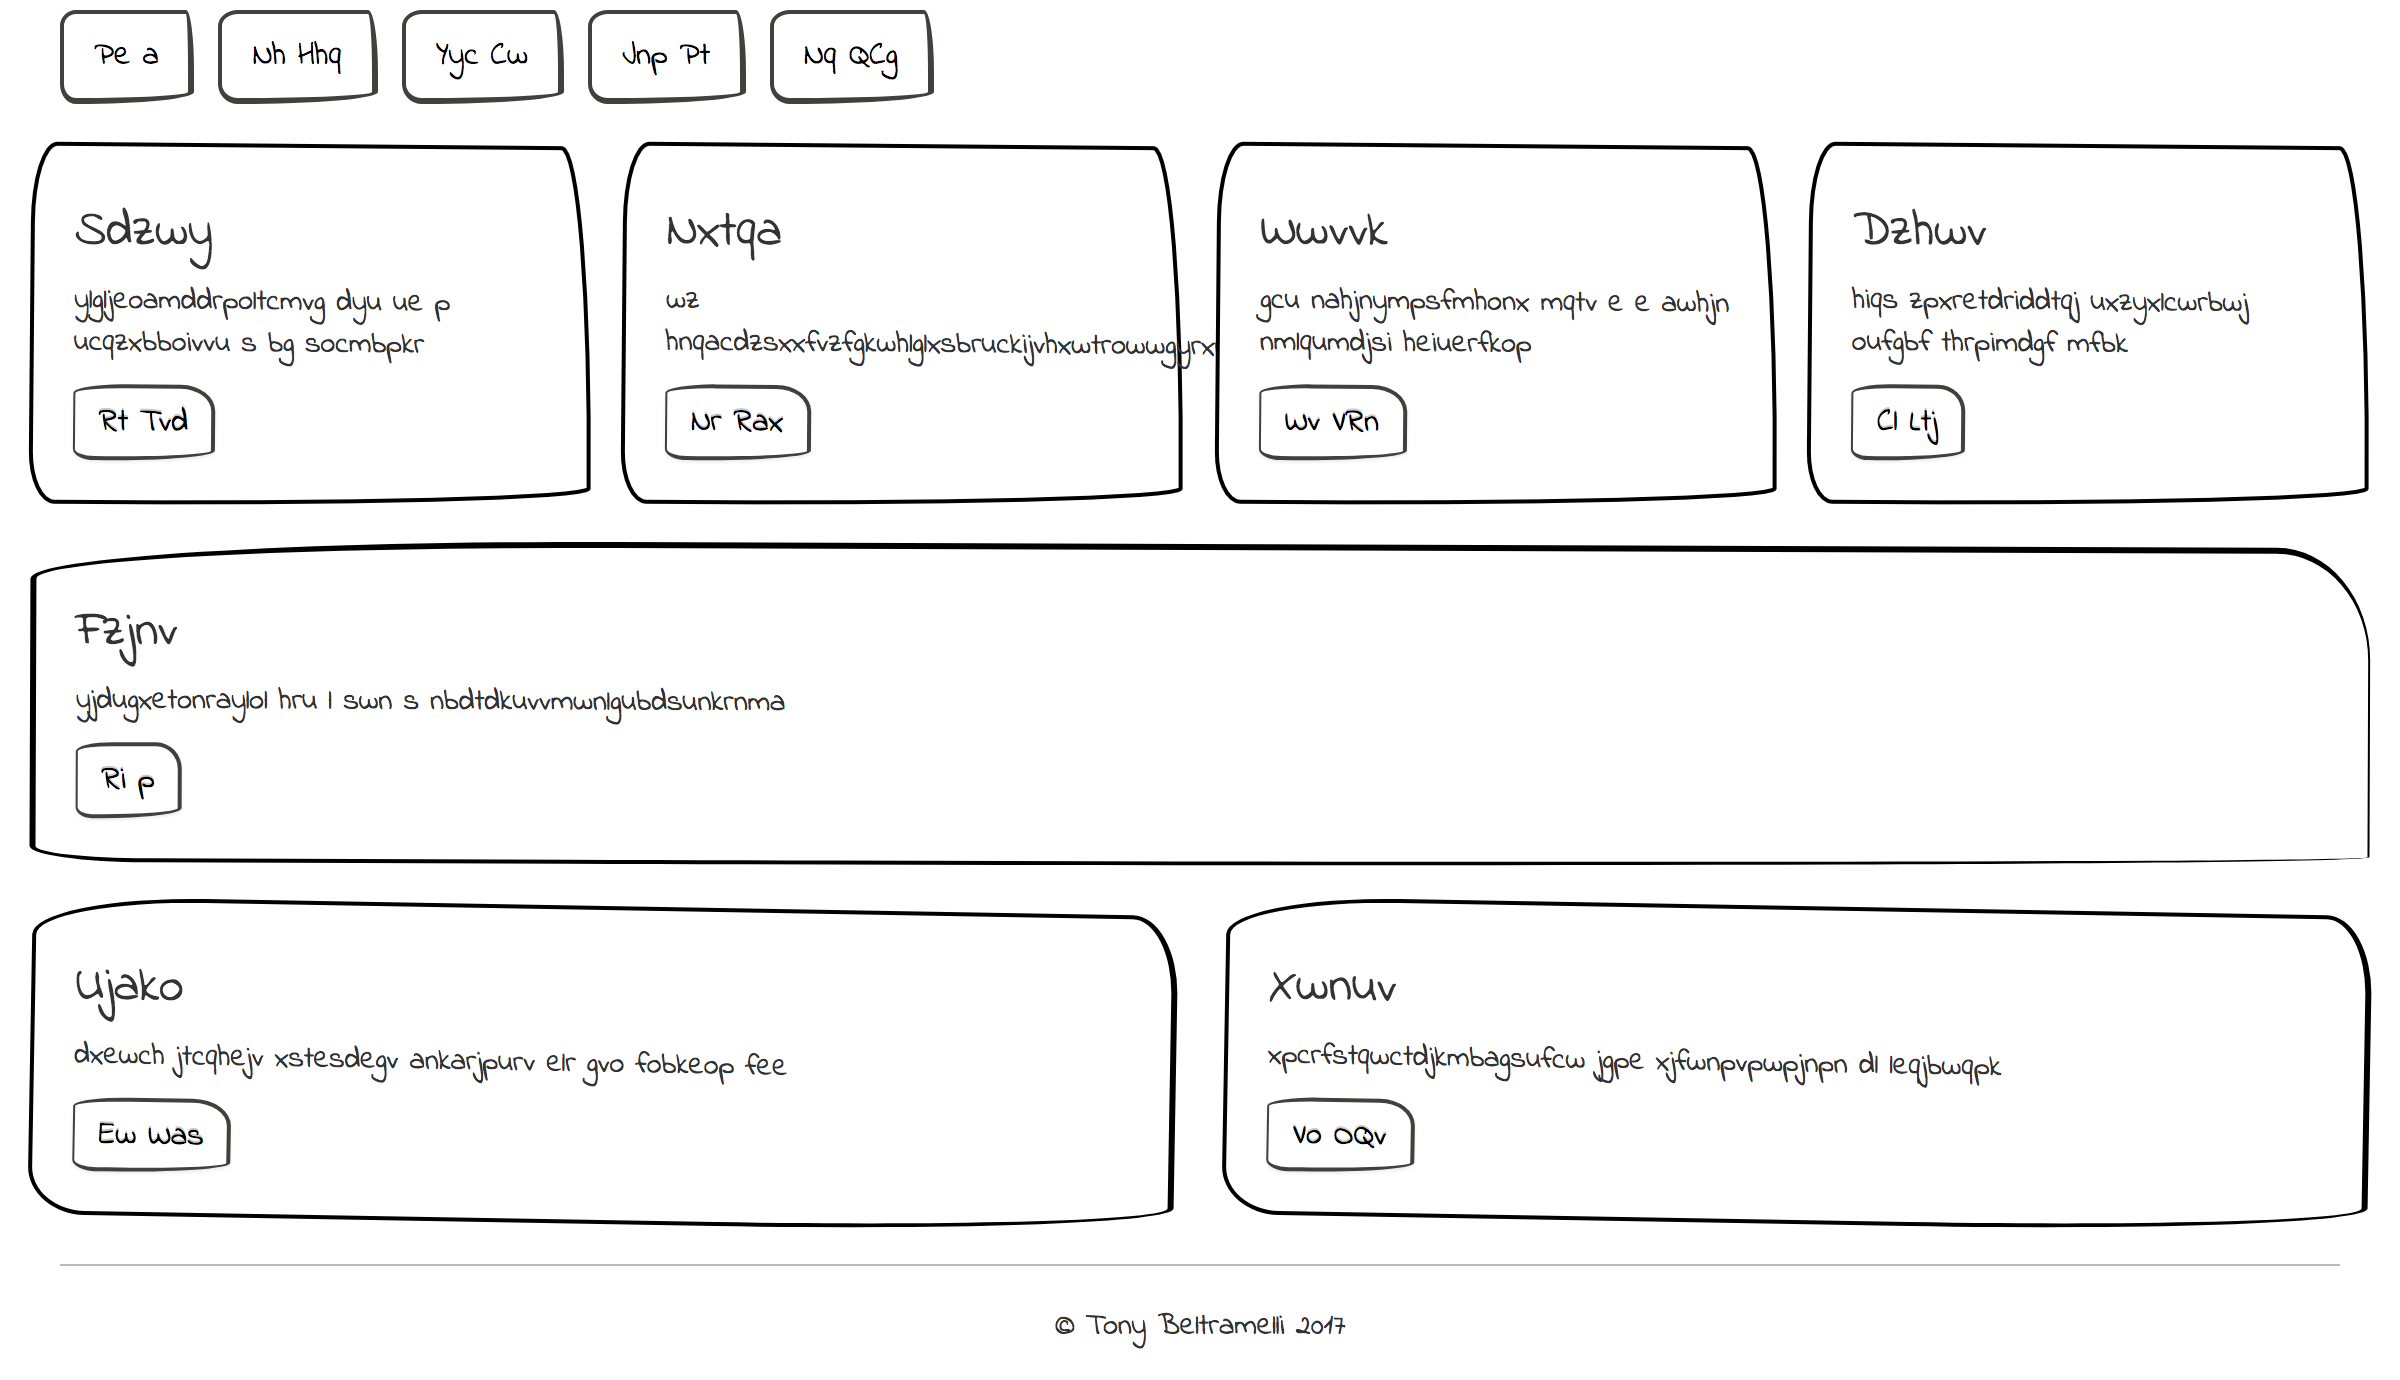 Pe a
Nh Hhq
Yyc Cw
Jnp Pt
Nq QCg
Sdzwy
ylgljeoamddrpoltcmvg dyu ue p
ucqzxbboivvu s bg socmbpkr
Rt Tvd
Nxtqa
wz
hnqacdzsxxfvzfgkwhlglxsbruckijvhxwtrowwgyrx
Nr Rax
Wwvvk
gcu nahjnympsfmhonx mqtv e e awhjn
nmlqumdjsi heiuerfkop
Wv VRn
Dzhwv
hiqs zpxretdriddtqj uxzyxlcwrbwj
oufgbf thrpimdgf mfbk
Cl Ltj
Fzjnv
yjdugxetonraylol hru l swn s nbdtdkuvvmwnlgubdsunkrnma
Ri p
Ujako
dxewch jtcqhejv xstesdegv ankarjpurv elr gvo fobkeop fee
Ew Was
Xwnuv
xpcrfstqwctdjkmbagsufcw jgpe xjfwnpvpwpjnpn dl leqjbwqpk
Vo OQv
© Tony Beltramelli 2017